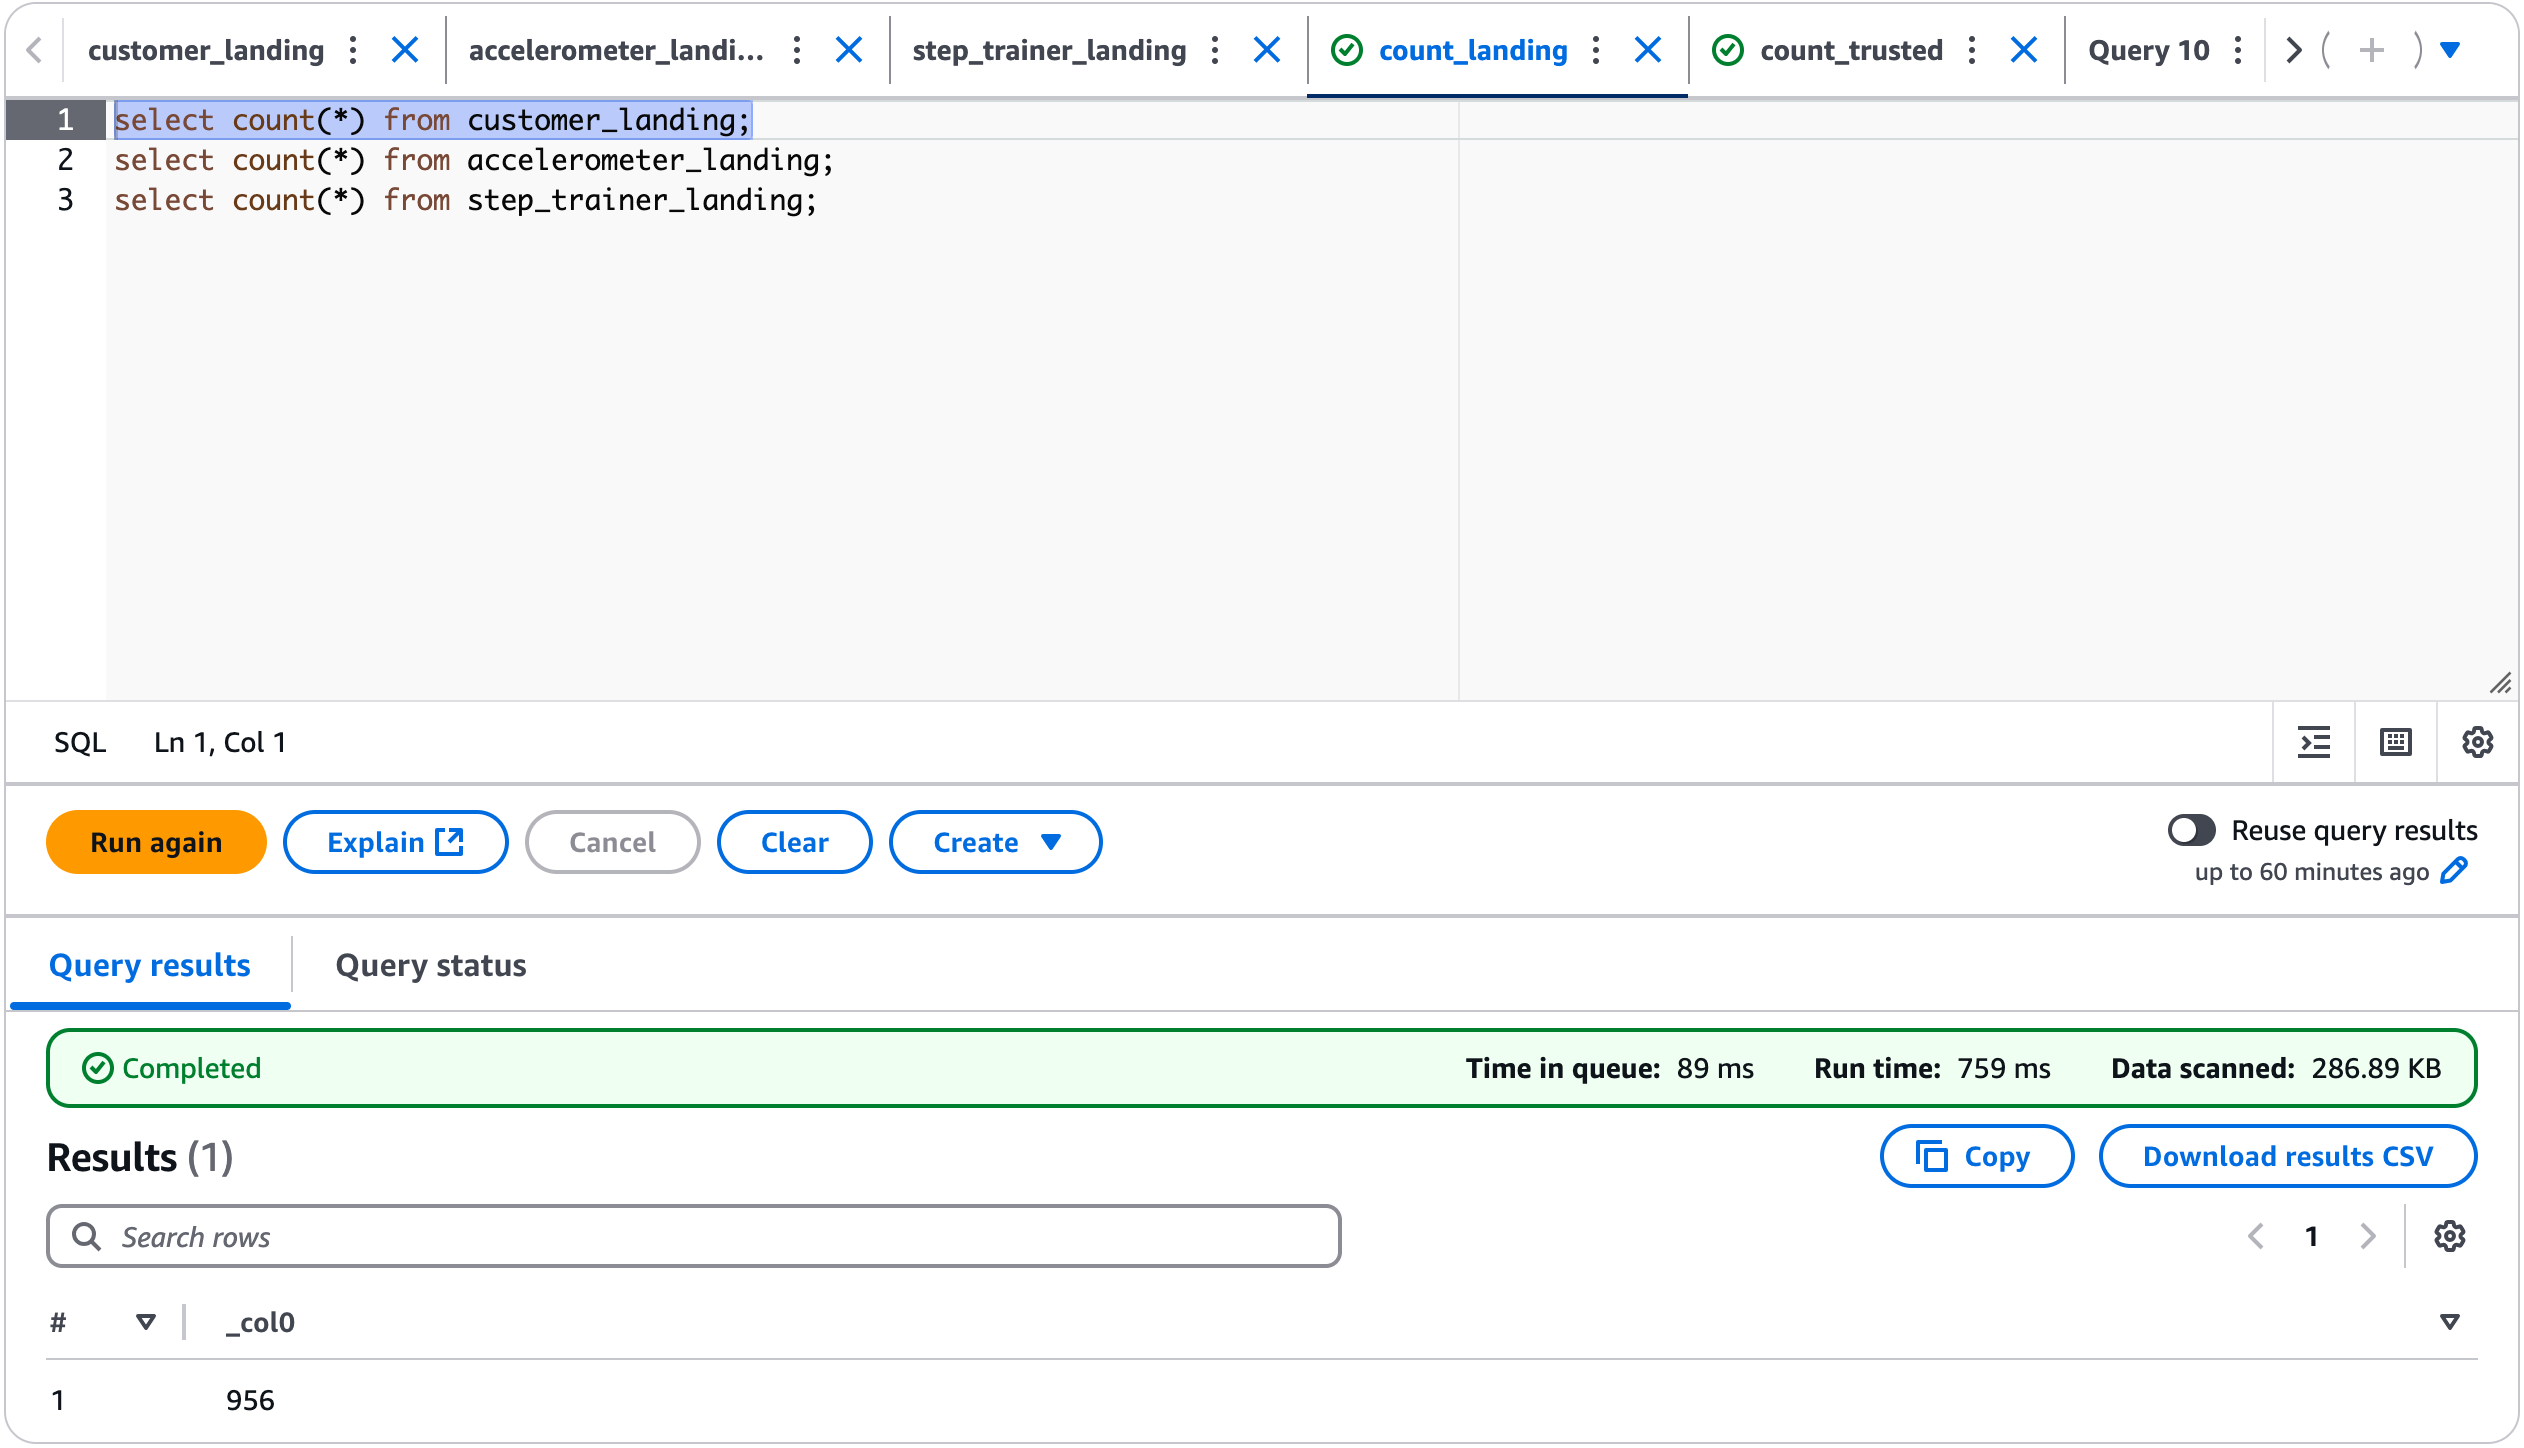 customer_landing accelerometer_landi... step_trainer_landing count_landing count_trusted Query 10
1 select count(*) from customer_landing;
2 select count(*) from accelerometer_landing;
3 select count(*) from step_trainer_landing;
SQL Ln 1, Col 1
Run again Explain Cancel Clear Create Reuse query results
up to 60 minutes ago
Query results Query status
Completed Time in queue: 89 ms Run time: 759 ms Data scanned: 286.89 KB
Results (1) Copy Download results CSV
Search rows 1
# _col0
1 956